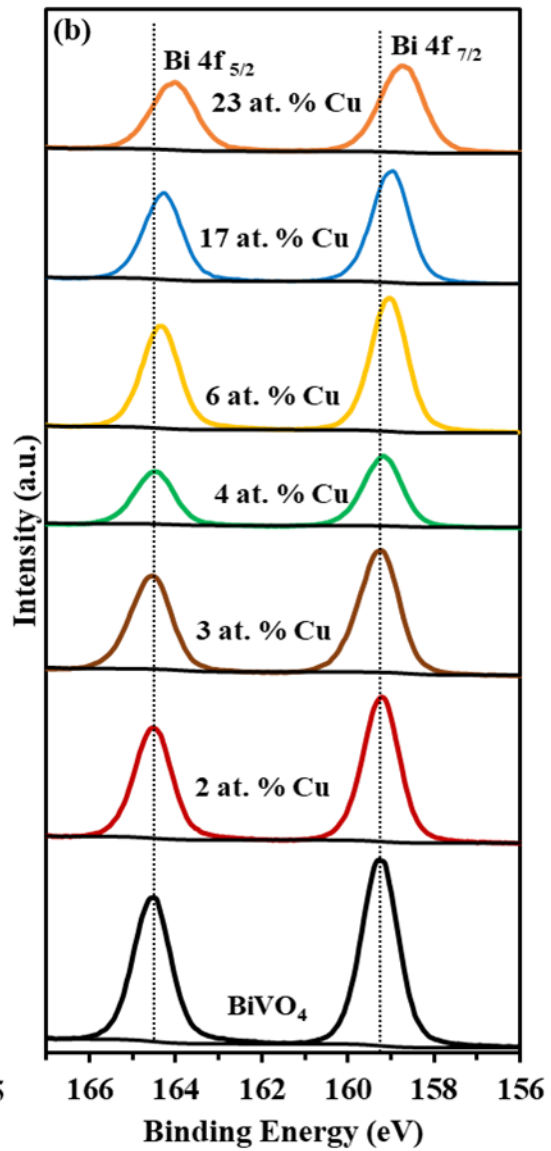 (b)
Bi 4f 5/2
Bi 4f 7/2
23 at. % Cu
17 at. % Cu
6 at. % Cu
4 at. % Cu
3 at. % Cu
2 at. % Cu
BiVO4
Intensity (a.u.)
5 166 164 162 160 158 156
Binding Energy (eV)